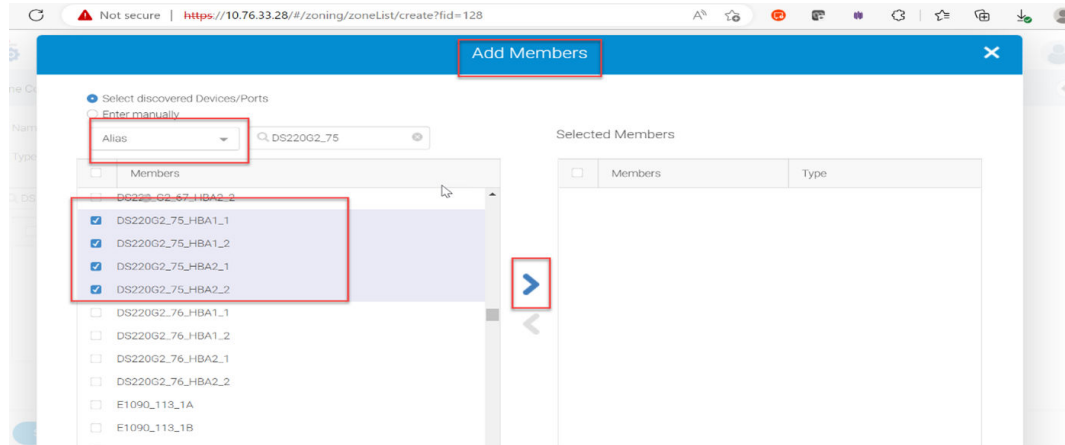 Not secure | https://10.76.33.28/#/zoning/zoneList/create?fid=128
Add Members
Select discovered Devices/Ports
Enter manually
Alias
DS220G2_75
Selected Members
Members
Members
Type
DS220_G2_67_HBA2_2
DS220G2_75_HBA1_1
DS220G2_75_HBA1_2
DS220G2_75_HBA2_1
DS220G2_75_HBA2_2
DS220G2_76_HBA1_1
DS220G2_76_HBA1_2
DS220G2_76_HBA2_1
DS220G2_76_HBA2_2
E1090_113_1A
E1090_113_1B